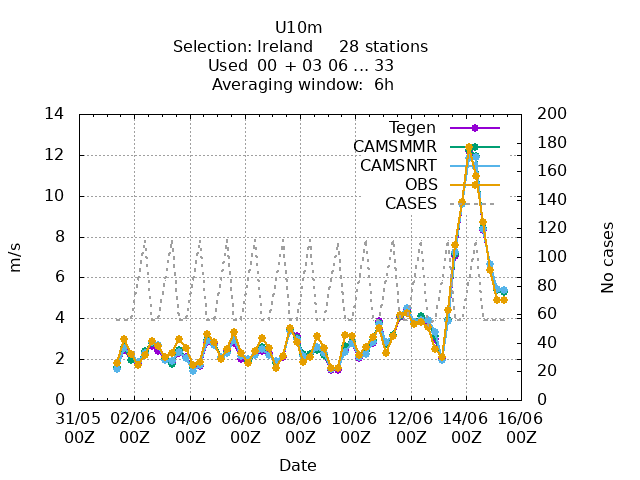 U10m
Selection: Ireland 28 stations
Used 00 + 03 06 ... 33
Averaging window: 6h
14 200
12 180
10 160
8 140
6 120
4 100
2 80
0 60
40
20
0
m/s
No cases
Tegen
CAMSMMR
CAMSNRT
OBS
CASES
31/05 02/06 04/06 06/06 08/06 10/06 12/06 14/06 16/06
00Z 00Z 00Z 00Z 00Z 00Z 00Z 00Z 00Z
Date